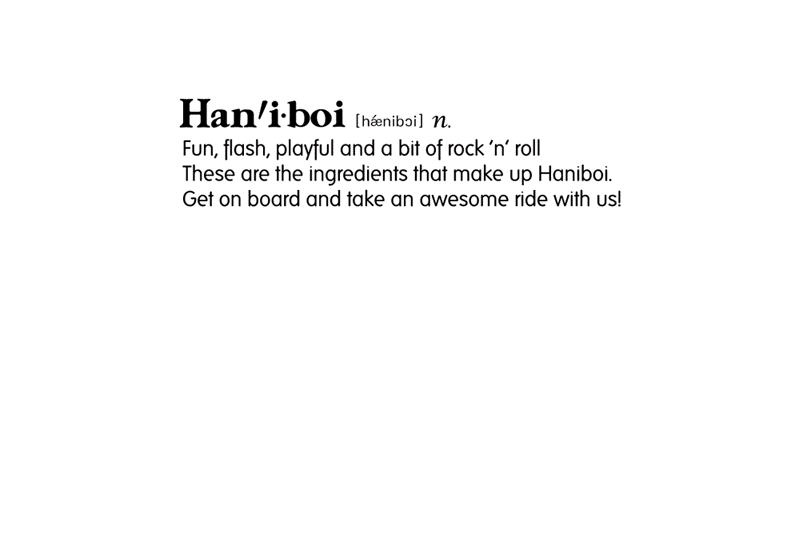 Han′i·boi [hǽnibɔi] n.
Fun, flash, playful and a bit of rock ’n‘ roll
These are the ingredients that make up Haniboi.
Get on board and take an awesome ride with us!